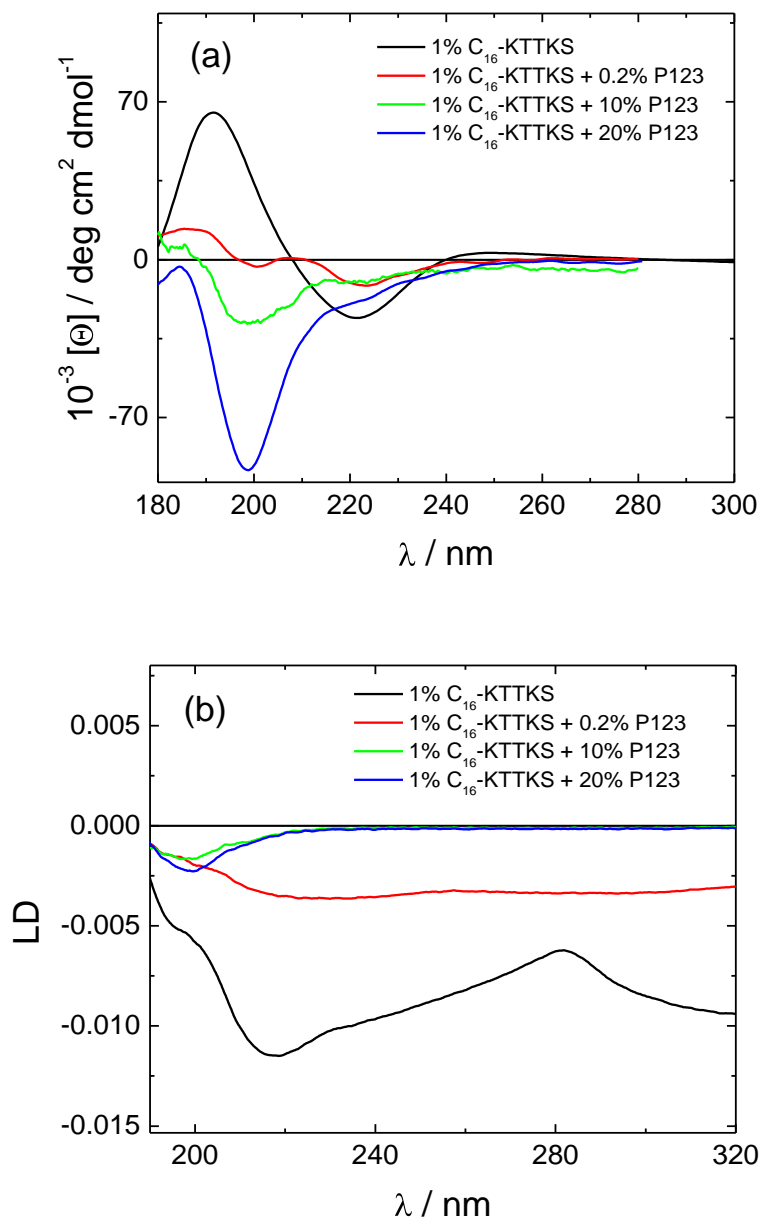 (a)
1% C₁₆-KTTKS
1% C₁₆-KTTKS + 0.2% P123
1% C₁₆-KTTKS + 10% P123
1% C₁₆-KTTKS + 20% P123
70
0
-70
10⁻³ [Θ] / deg cm² dmol⁻¹
180 200 220 240 260 280 300
λ / nm
(b)
1% C₁₆-KTTKS
1% C₁₆-KTTKS + 0.2% P123
1% C₁₆-KTTKS + 10% P123
1% C₁₆-KTTKS + 20% P123
0.005
0.000
-0.005
-0.010
-0.015
LD
200 240 280 320
λ / nm